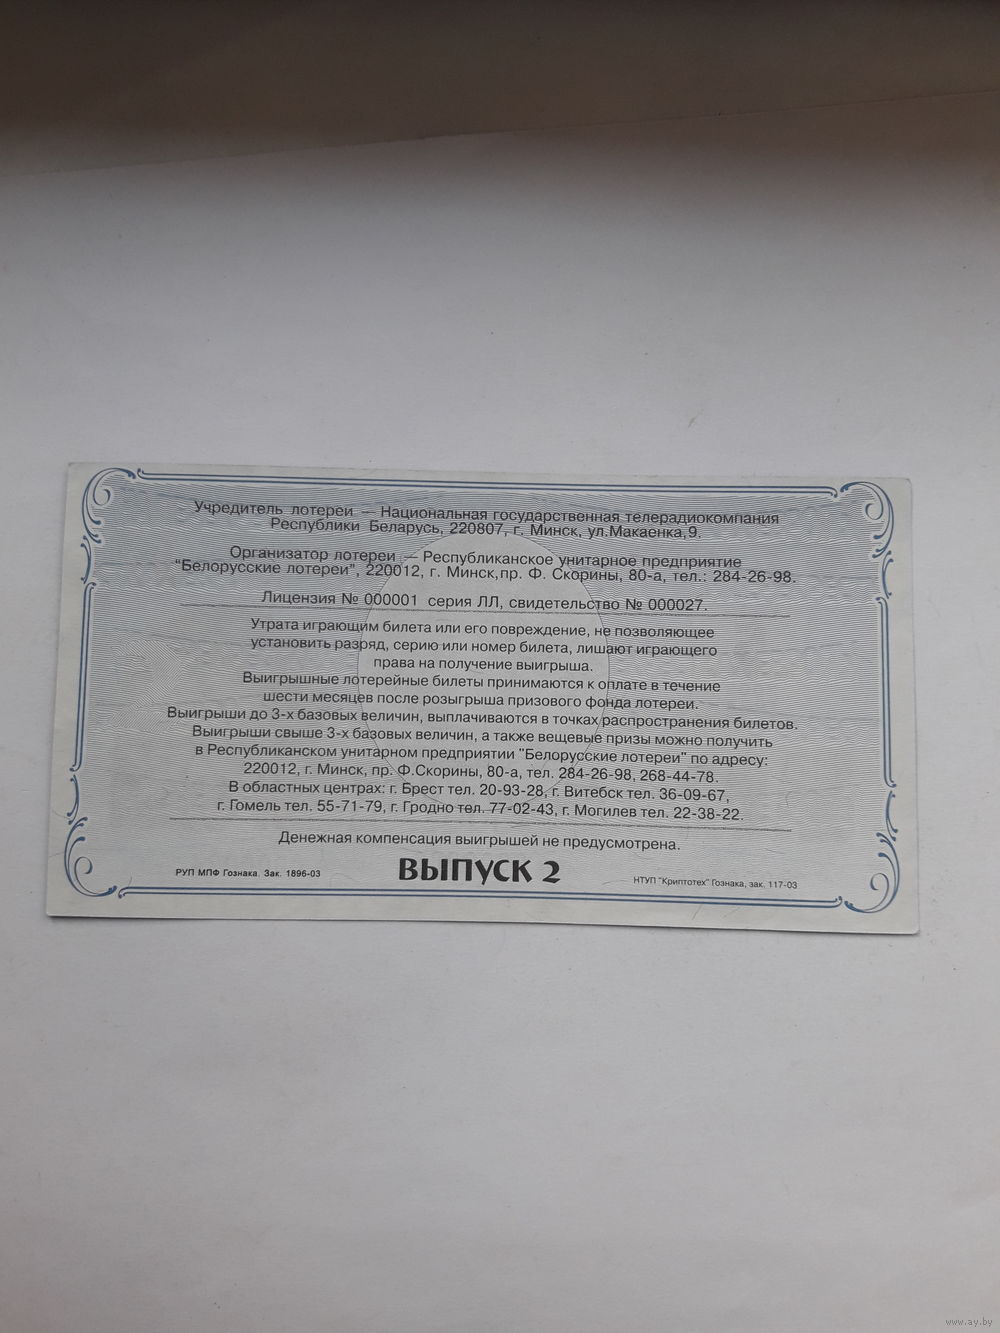 Учредитель лотереи — Национальная государственная телерадиокомпания
Республики Беларусь, 220807, г. Минск, ул.Макаенка,9.
Организатор лотереи — Республиканское унитарное предприятие
"Белорусские лотереи", 220012, г. Минск,пр. Ф. Скорины, 80-а, тел.: 284-26-98.
Лицензия № 000001 серия ЛЛ, свидетельство № 000027.
Утрата играющим билета или его повреждение, не позволяющее
установить разряд, серию или номер билета, лишают играющего
права на получение выигрыша.
Выигрышные лотерейные билеты принимаются к оплате в течение
шести месяцев после розыгрыша призового фонда лотереи.
Выигрыши до 3-х базовых величин, выплачиваются в точках распространения билетов.
Выигрыши свыше 3-х базовых величин, а также вещевые призы можно получить
в Республиканском унитарном предприятии "Белорусские лотереи" по адресу:
220012, г. Минск, пр. Ф.Скорины, 80-а, тел. 284-26-98, 268-44-78.
В областных центрах: г. Брест тел. 20-93-28, г. Витебск тел. 36-09-67,
г. Гомель тел. 55-71-79, г. Гродно тел. 77-02-43, г. Могилев тел. 22-38-22.
Денежная компенсация выигрышей не предусмотрена.
РУП МПФ Гознака. Зак. 1896-03
ВЫПУСК 2
НТУП "Криптотех" Гознака, зак. 117-03
www.ay.by